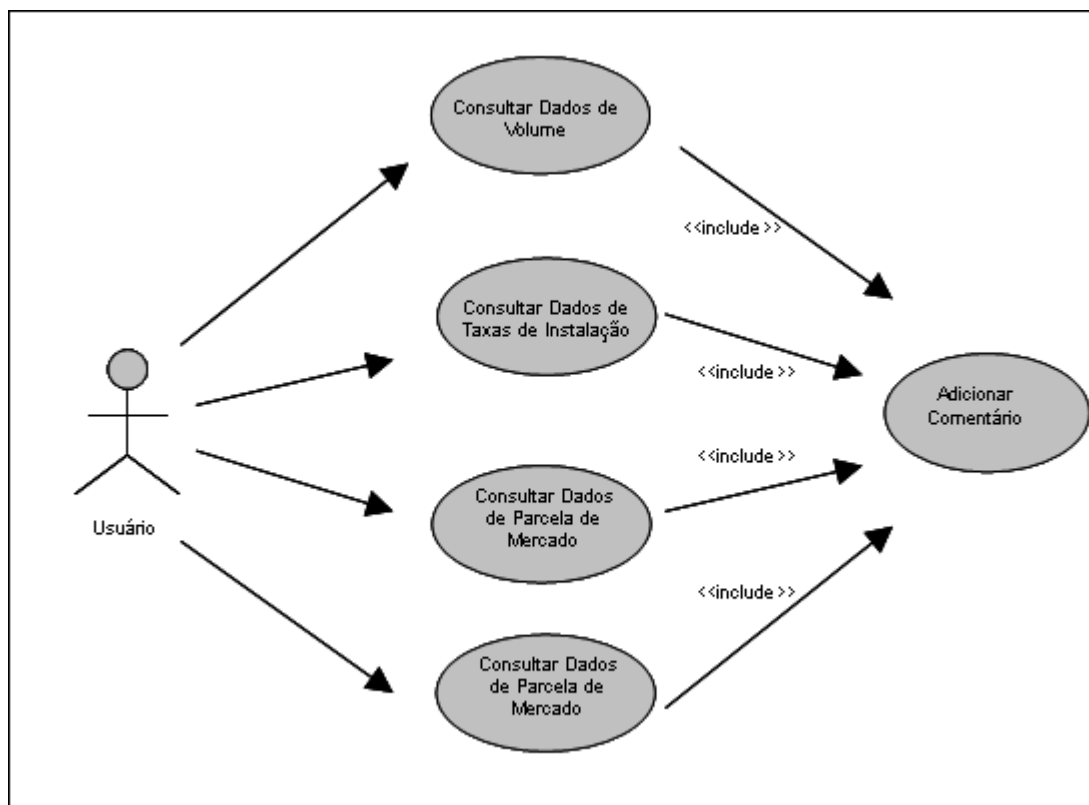 Consultar Dados de
Volume
<<include>>
Consultar Dados de
Taxas de Instalação
<<include>>
Adicionar
Comentário
<<include>>
Consultar Dados
de Parcela de
Mercado
Usuário
<<include>>
Consultar Dados
de Parcela de
Mercado